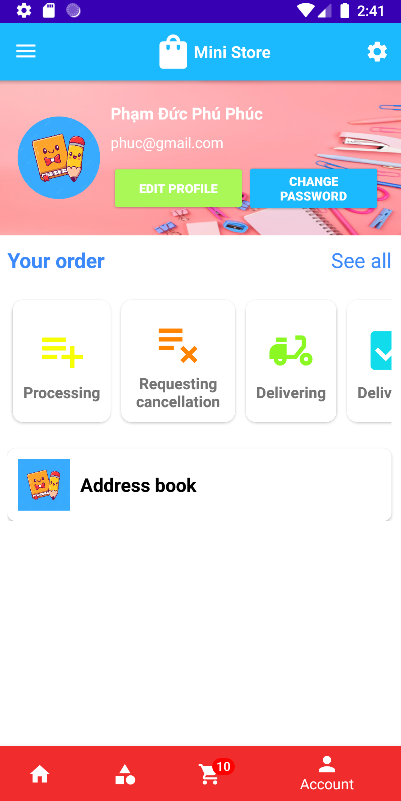 2:41
Mini Store
Phạm Đức Phú Phúc
phuc@gmail.com
EDIT PROFILE
CHANGE
PASSWORD
Your order
See all
Processing
Requesting
cancellation
Delivering
Deliv
Address book
10
Account